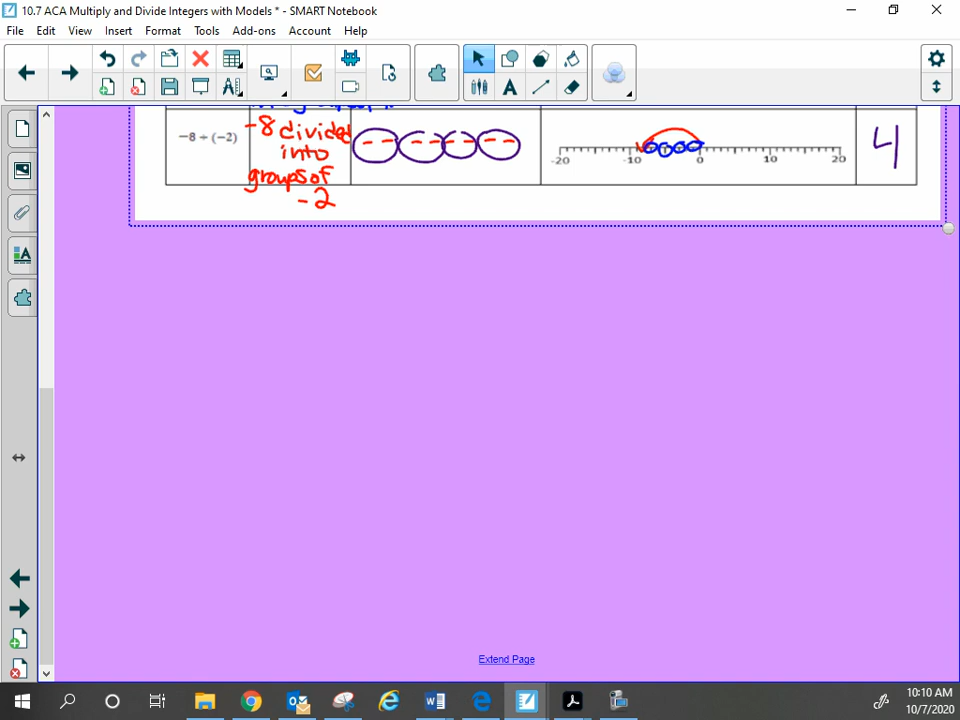 10.7 ACA Multiply and Divide Integers with Models * - SMART Notebook
File Edit View Insert Format Tools Add-ons Account Help
−8 ÷ (−2)
-8 divided
into
groups of
-2
-20 -10 0 10 20
4
Extend Page
10:10 AM
10/7/2020